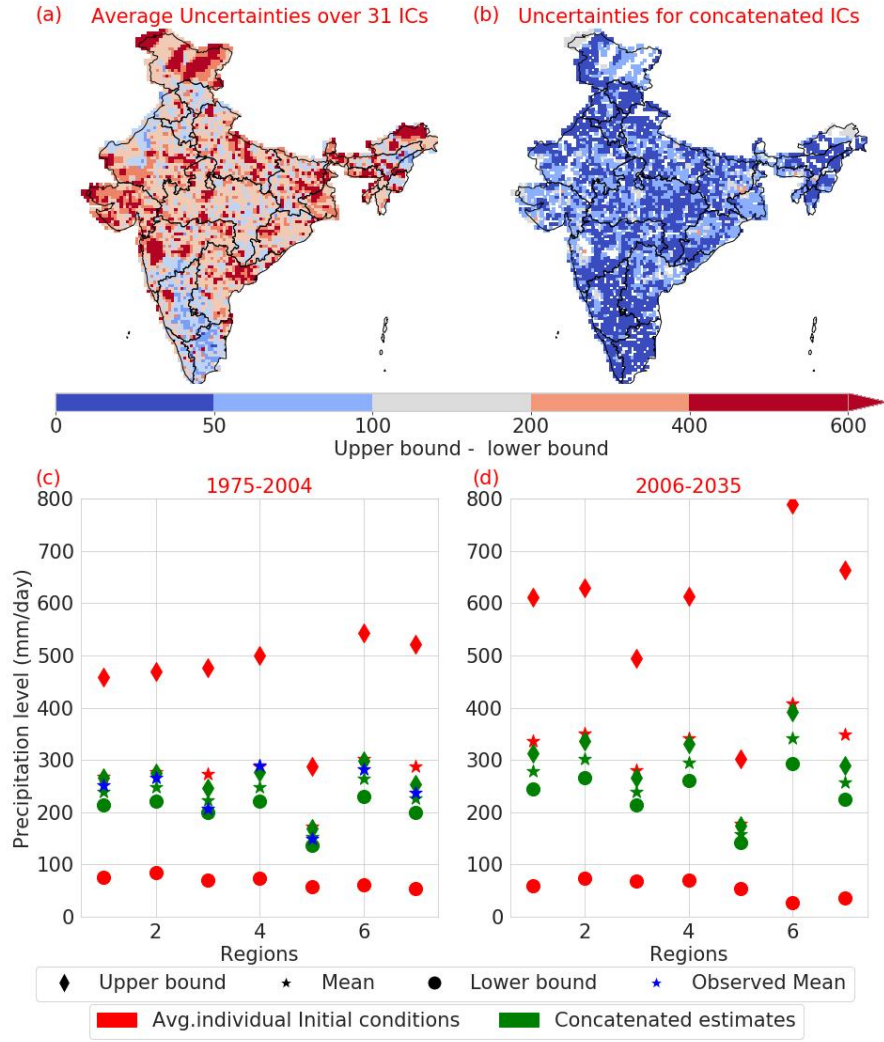 (a) Average Uncertainties over 31 ICs
(b) Uncertainties for concatenated ICs
0 50 100 200 400 600
Upper bound - lower bound
(c) 1975-2004
(d) 2006-2035
Precipitation level (mm/day)
800
700
600
500
400
300
200
100
0
2 4 6
Regions
800
700
600
500
400
300
200
100
0
2 4 6
Regions
Upper bound Mean Lower bound Observed Mean
Avg.individual Initial conditions Concatenated estimates